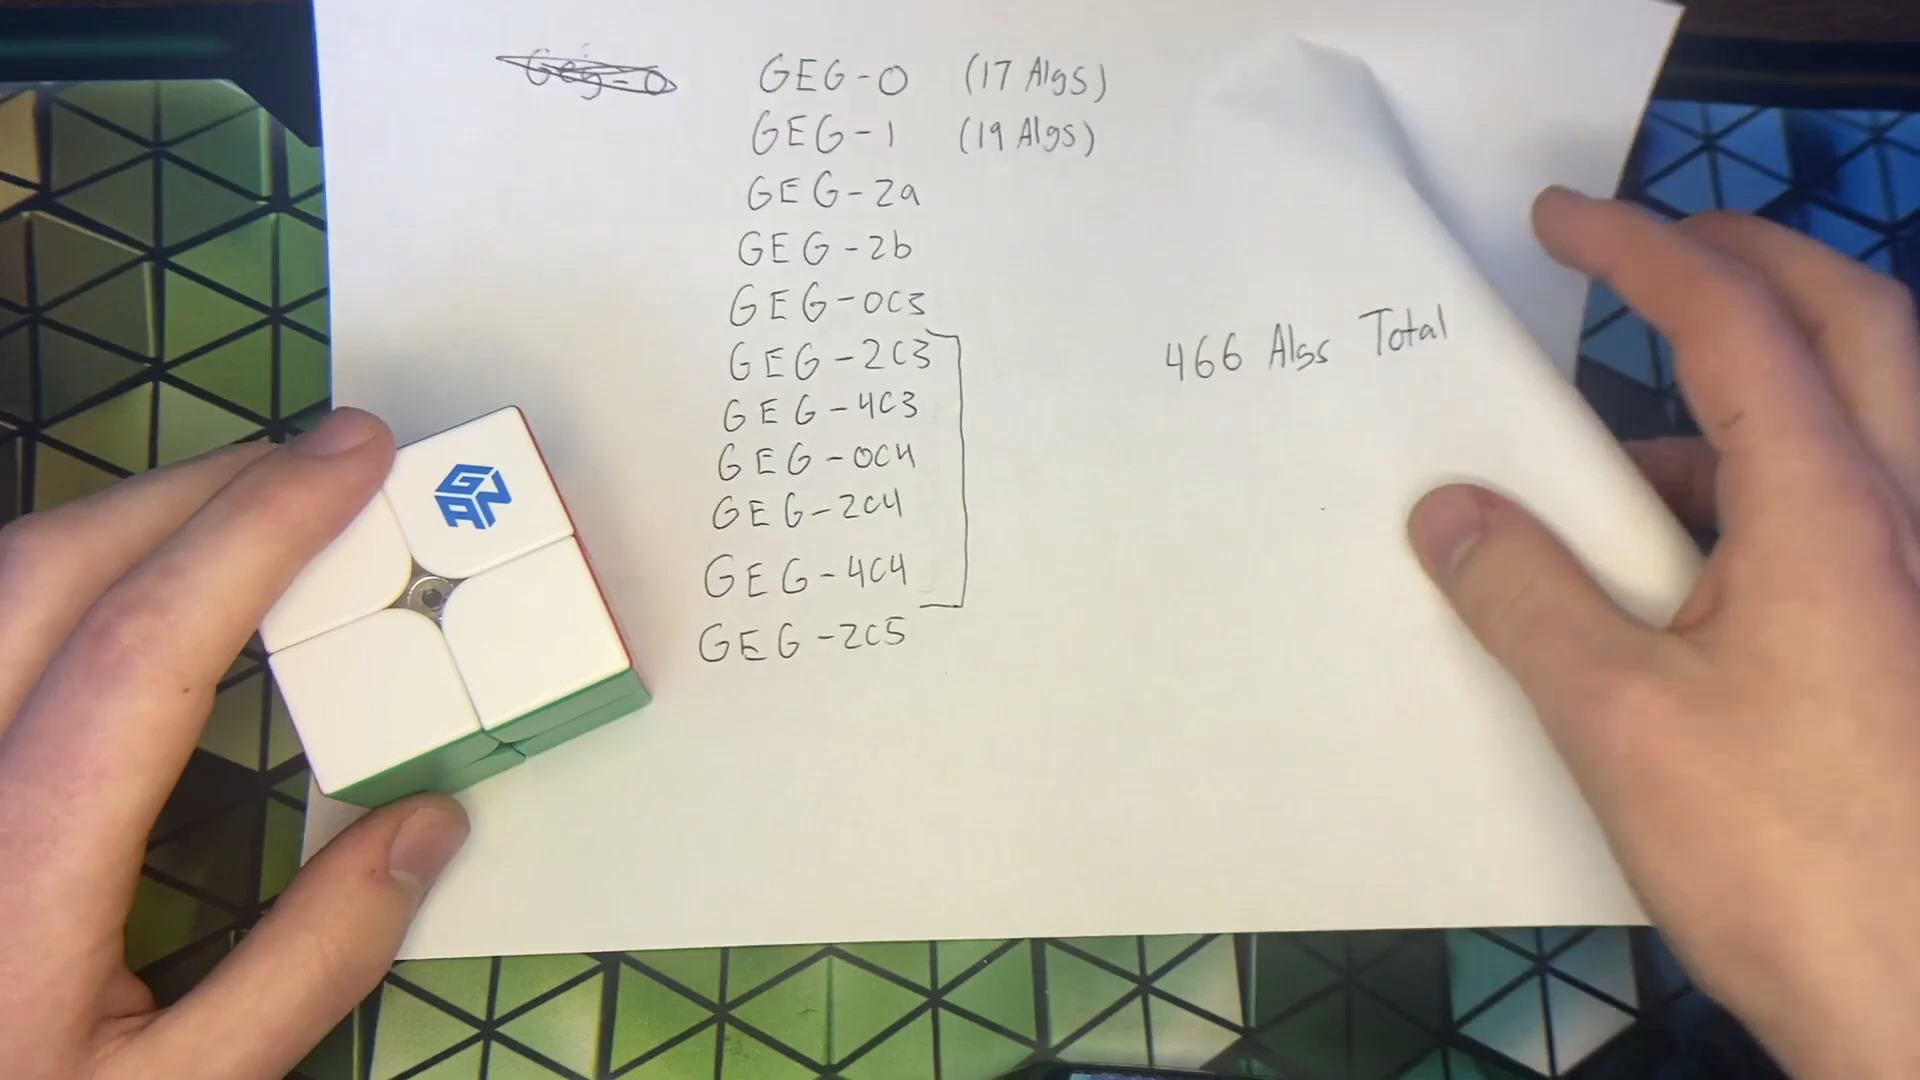 Geg-0
GEG-0 (17 Algs)
GEG-1 (19 Algs)
GEG-2a
GEG-2b
GEG-0C3
GEG-2C3
GEG-4C3
GEG-0C4
GEG-2C4
GEG-4C4
GEG-2C5
466 Algs Total
GAN